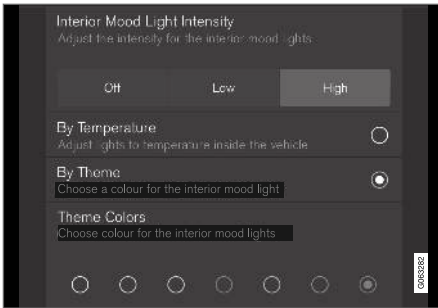 Interior Mood Light Intensity
Adjust the intensity for the interior mood lights
Off Low High
By Temperature
Adjust lights to temperature inside the vehicle
By Theme
Choose a colour for the interior mood light
Theme Colors
Choose colour for the interior mood lights
G063282